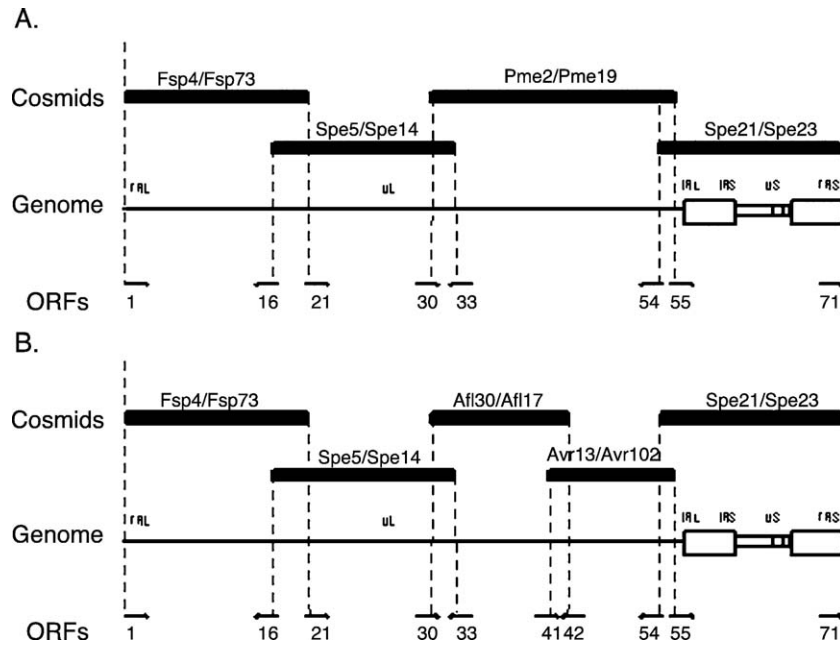 A.
Fsp4/Fsp73 Pme2/Pme19
Cosmids
Spe5/Spe14 Spe21/Spe23
TRL UL IRL IRS US TRS
Genome
ORFs 1 16 21 30 33 54 55 71
B.
Fsp4/Fsp73 Afl30/Afl17 Spe21/Spe23
Cosmids
Spe5/Spe14 Avr13/Avr102
TRL UL IRL IRS US TRS
Genome
ORFs 1 16 21 30 33 41 42 54 55 71